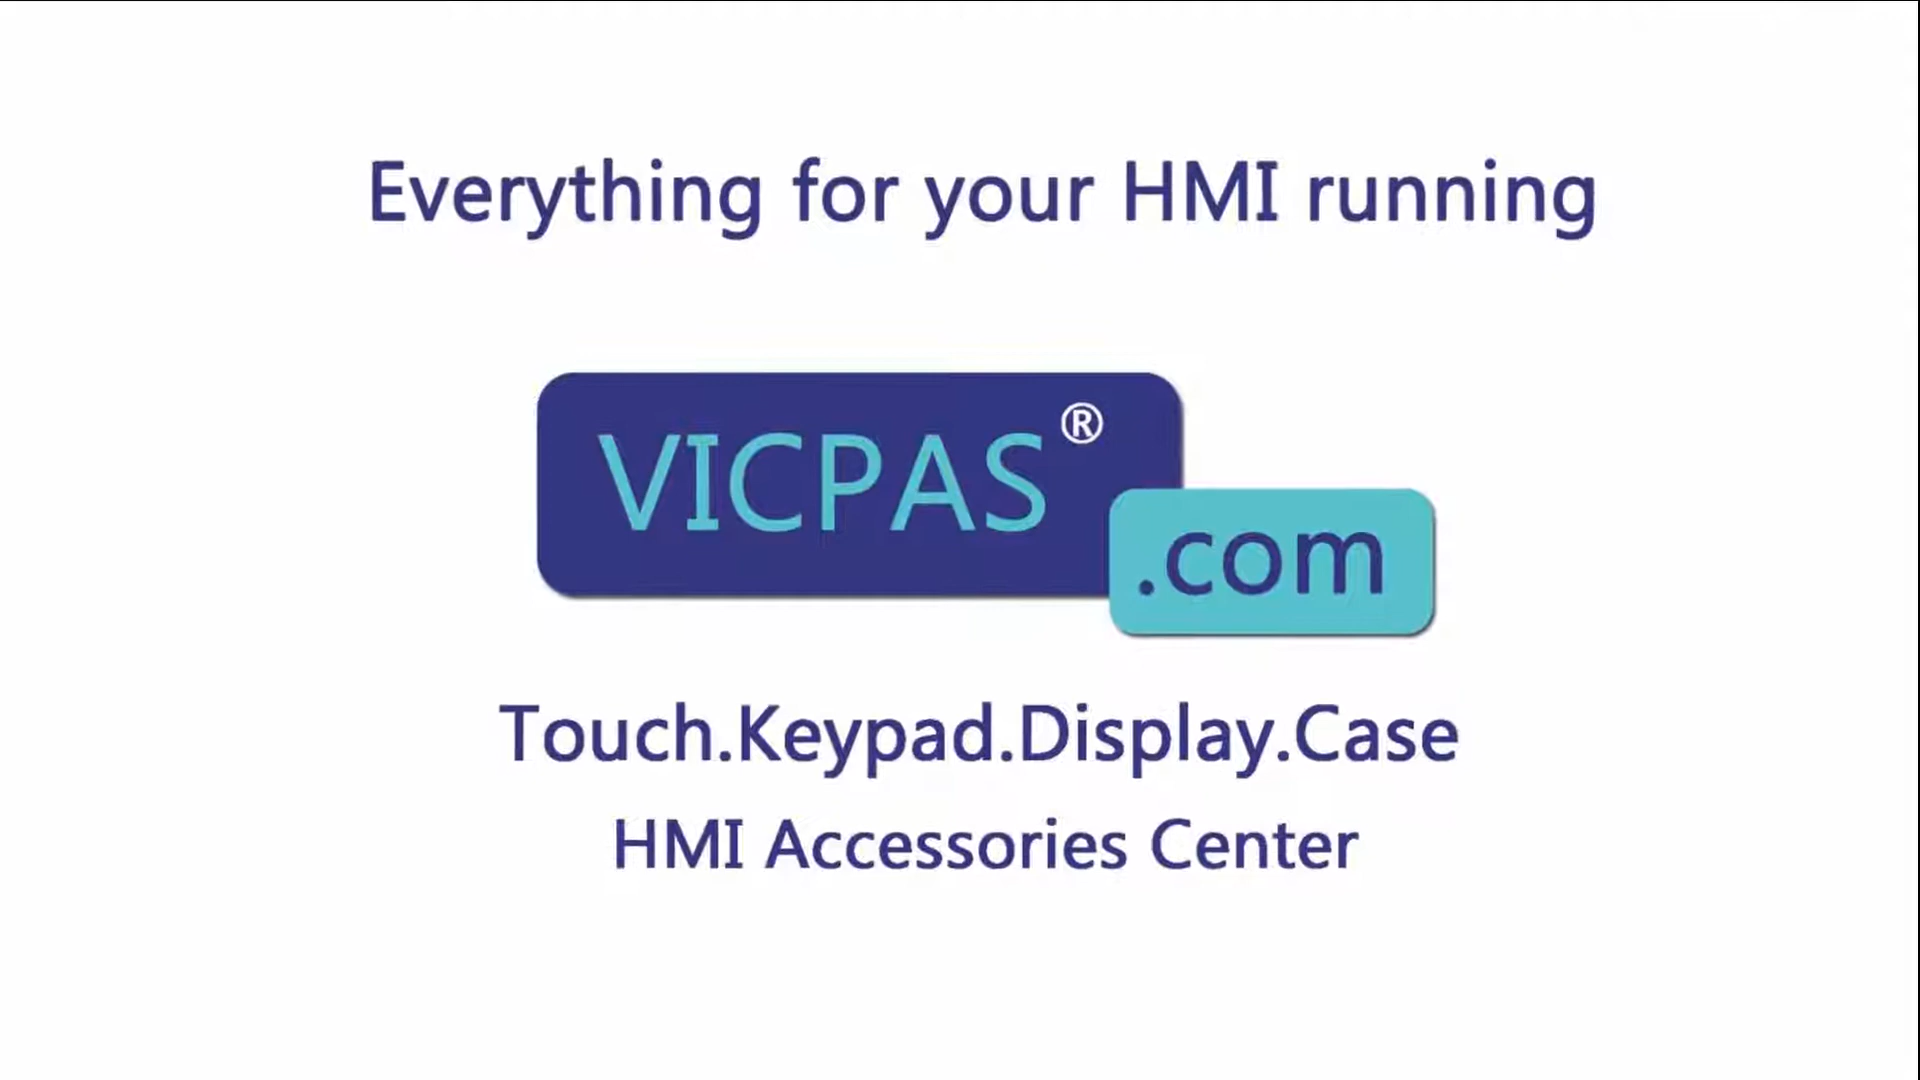 Everything for your HMI running
VICPAS®
.com
Touch.Keypad.Display.Case
HMI Accessories Center